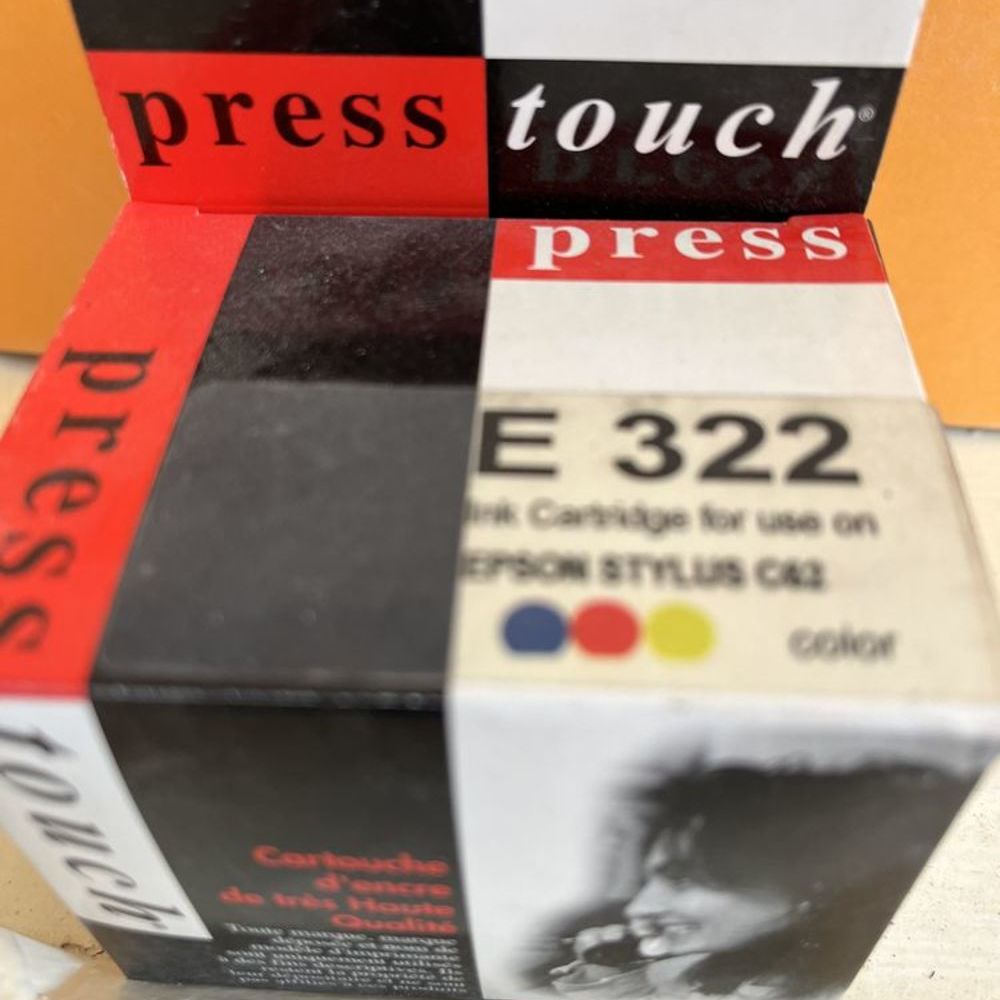 press touch®
press
press
E 322
Ink Cartridge for use on
EPSON STYLUS C62
color
touch
Cartouche
d'encre
de très Haute
Qualité